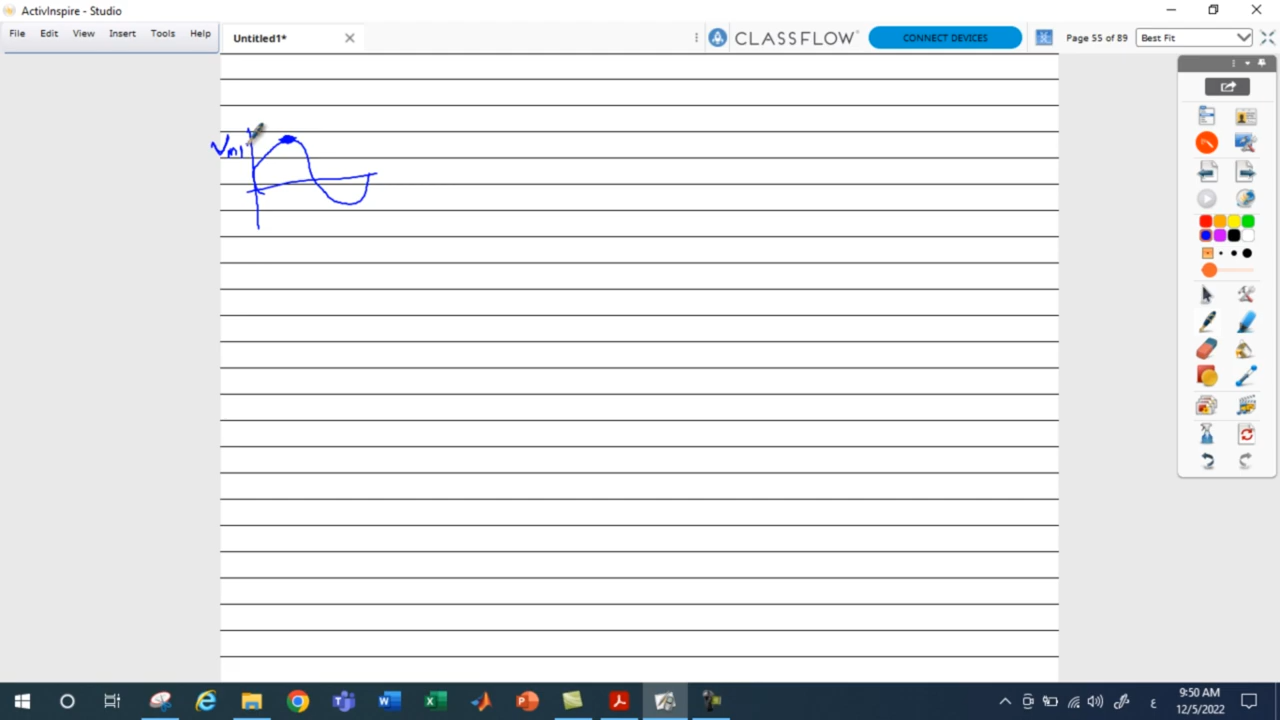 ActivInspire - Studio
File Edit View Insert Tools Help
Untitled1*
CLASSFLOW
CONNECT DEVICES
Page 55 of 89
Best Fit
Vm1
ع
9:50 AM
12/5/2022